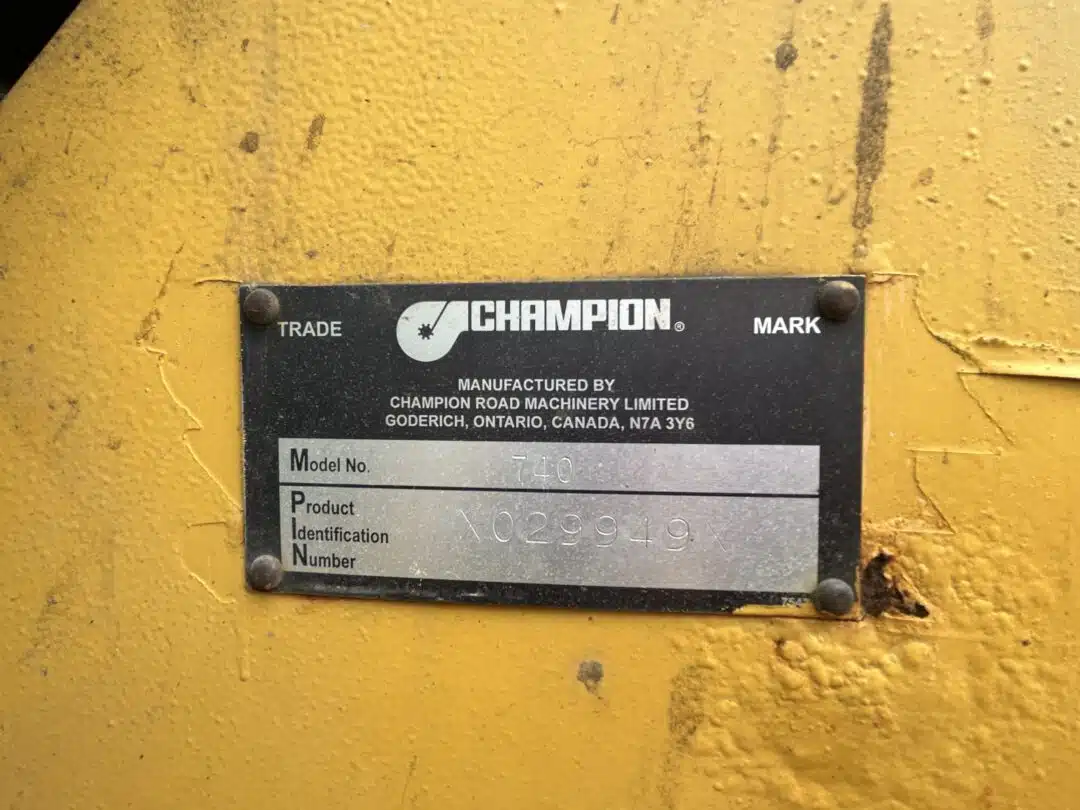 TRADE CHAMPION® MARK
MANUFACTURED BY
CHAMPION ROAD MACHINERY LIMITED
GODERICH, ONTARIO, CANADA, N7A 3Y6
Model No. 740
Product
Identification \029949\
Number